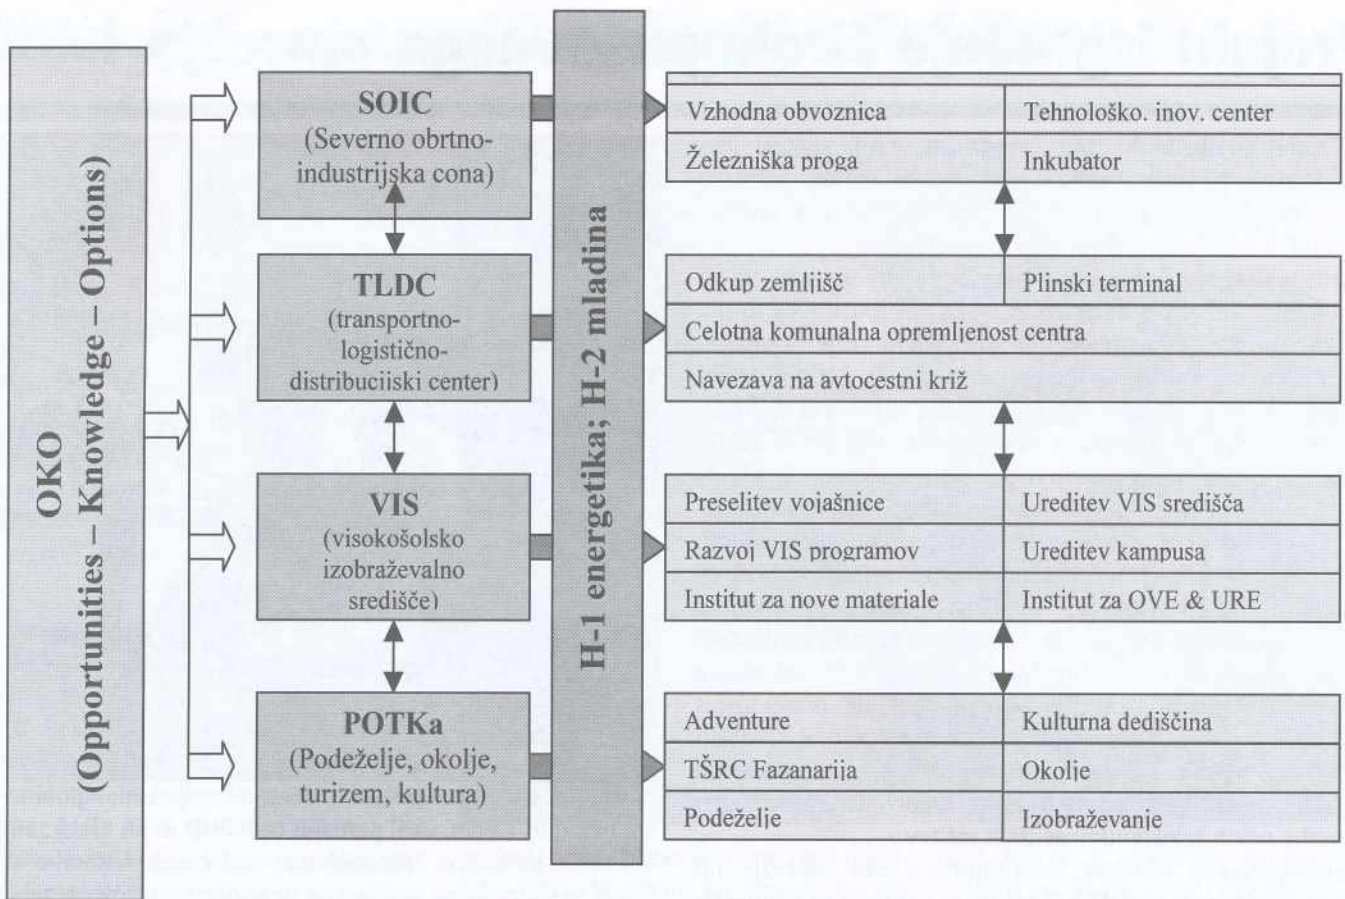 OKO
(Opportunities – Knowledge – Options)
SOIC
(Severno obrtno-
industrijska cona)
TLDC
(transportno-
logistično-
distribucijski center)
VIS
(visokošolsko
izobraževalno
središče)
POTKa
(Podeželje, okolje,
turizem, kultura)
H-1 energetika; H-2 mladina
Vzhodna obvoznica
Tehnološko. inov. center
Železniška proga
Inkubator
Odkup zemljišč
Plinski terminal
Celotna komunalna opremljenost centra
Navezava na avtocestni križ
Preselitev vojašnice
Ureditev VIS središča
Razvoj VIS programov
Ureditev kampusa
Institut za nove materiale
Institut za OVE & URE
Adventure
Kulturna dediščina
TŠRC Fazanarija
Okolje
Podeželje
Izobraževanje